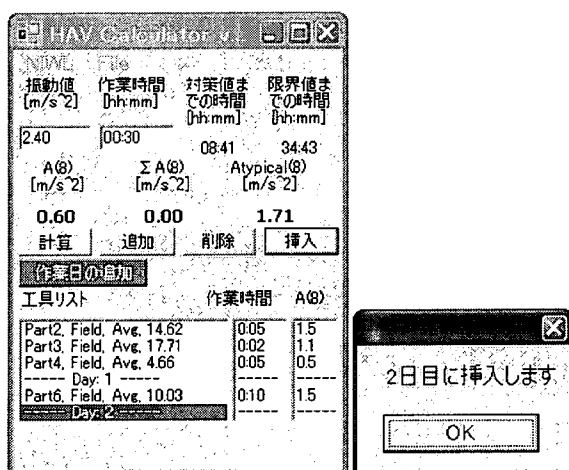 HAV Calculator v.
NIWL File
振動値 作業時間 対策値ま 限界値ま
[m/s^2] [hh:mm] での時間 での時間
[hh:mm] [hh:mm]
2.40 00:30 08:41 34:43
A(8) Σ A(8) Atypical(8)
[m/s^2] [m/s^2] [m/s^2]
0.60 0.00 1.71
計算 追加 削除 挿入
作業日の追加
工具リスト 作業時間 A(8)
Part2, Field, Avg, 14.62 0:05 1.5
Part3, Field, Avg, 17.71 0:02 1.1
Part4, Field, Avg, 4.66 0:05 0.5
------ Day: 1 ------ ------ ------
Part6, Field, Avg, 10.03 0:10 1.5
------ Day: 2 ------ ------ ------
2日目に挿入します
OK